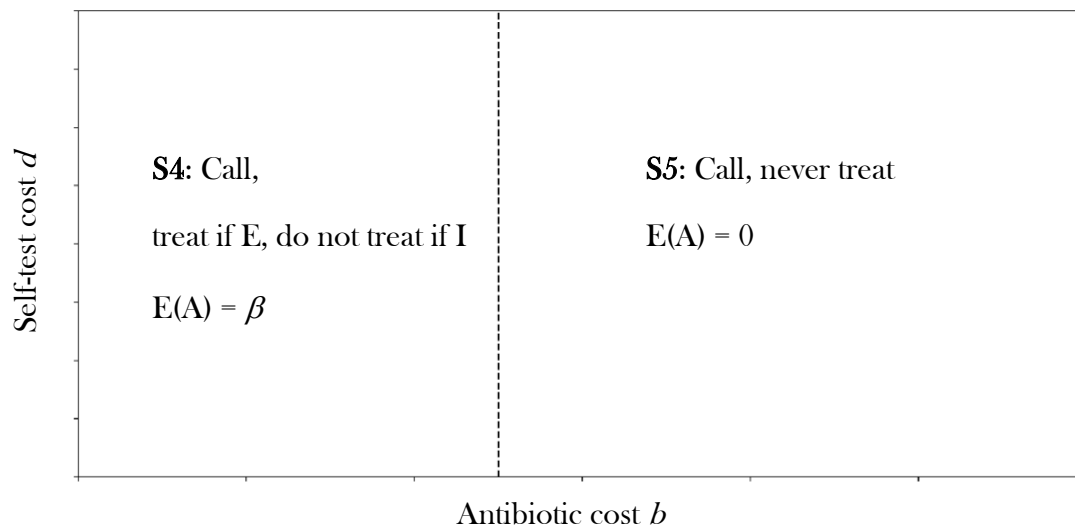 Self-test cost d
S4: Call,
treat if E, do not treat if I
E(A) = β
S5: Call, never treat
E(A) = 0
Antibiotic cost b